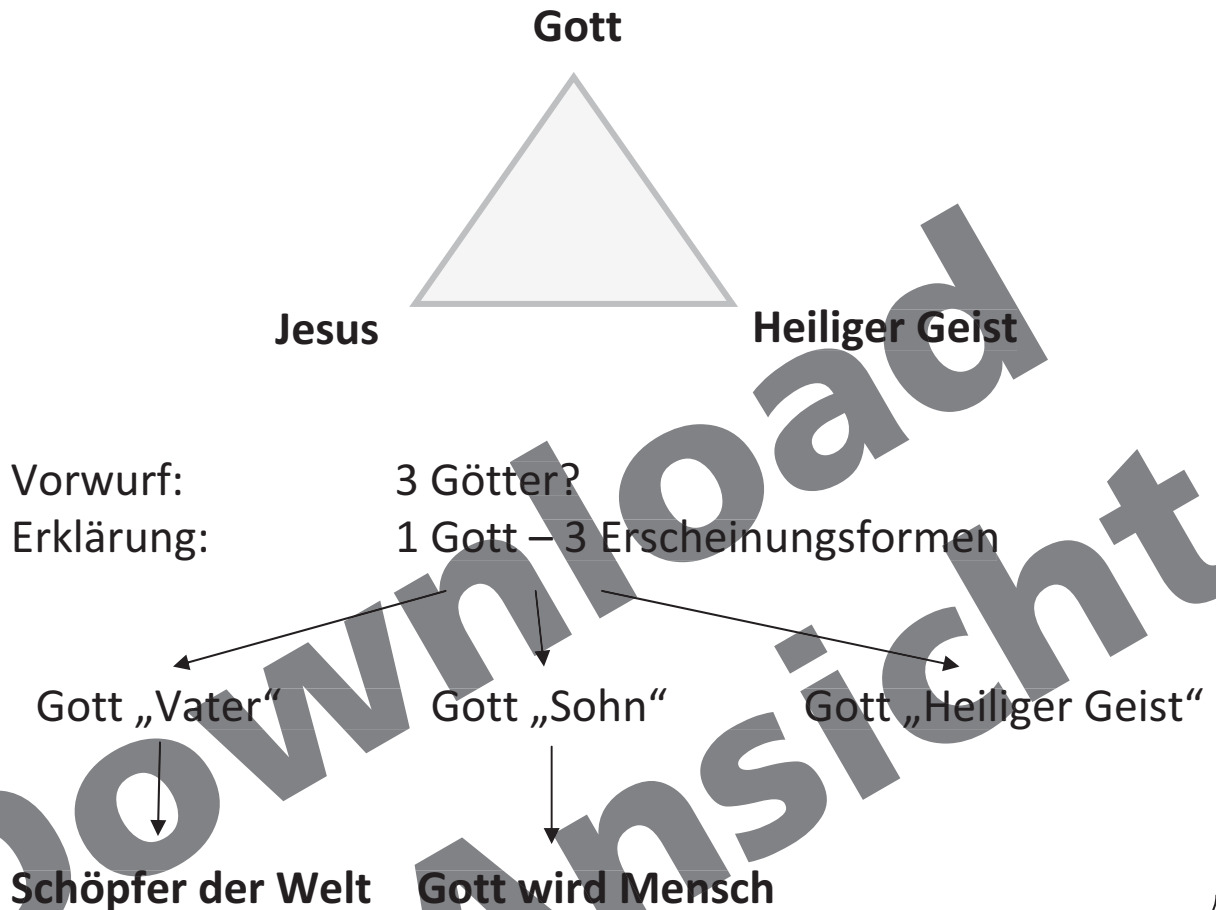 Gott
Jesus Heiliger Geist
Vorwurf: 3 Götter?
Erklärung: 1 Gott – 3 Erscheinungsformen
Gott „Vater“ Gott „Sohn“ Gott „Heiliger Geist“
Schöpfer der Welt Gott wird Mensch
Download
Ansicht